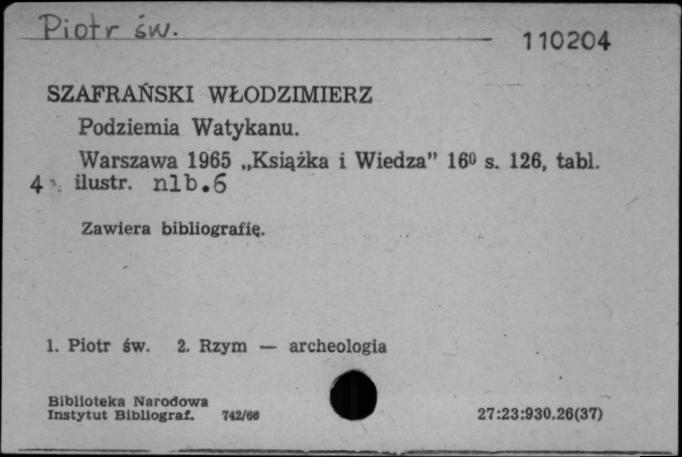 Piotr św.
110204
SZAFRAŃSKI WŁODZIMIERZ
Podziemia Watykanu.
Warszawa 1965 „Książka i Wiedza” 16⁰ s. 126, tabl.
4 ilustr. nlb.6
Zawiera bibliografię.
1. Piotr św. 2. Rzym — archeologia
Biblioteka Narodowa
Instytut Bibliograf. 742/66
27:23:930.26(37)